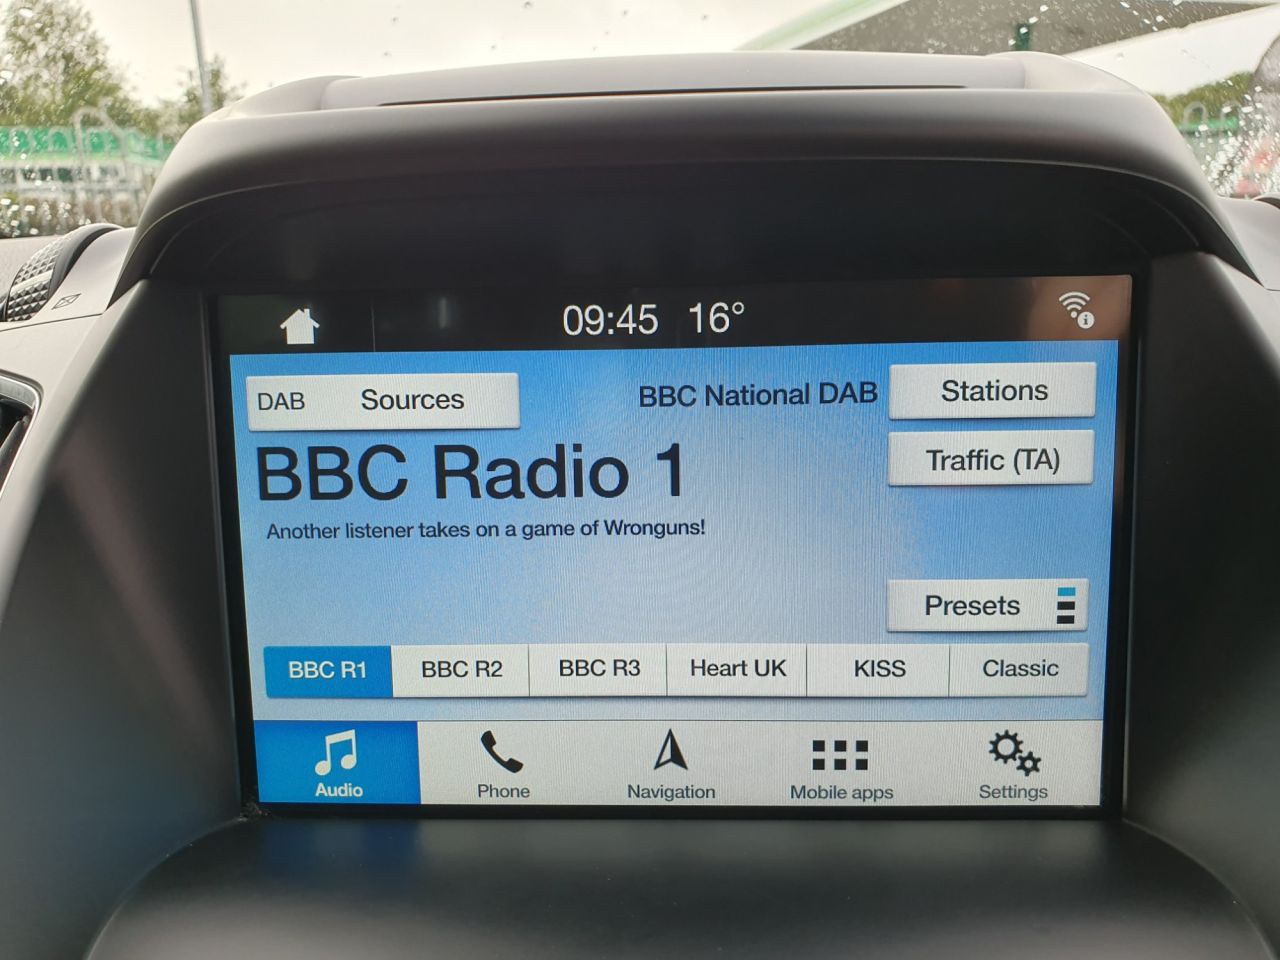 09:45 16°
DAB Sources
BBC National DAB
Stations
BBC Radio 1
Traffic (TA)
Another listener takes on a game of Wronguns!
Presets
BBC R1 BBC R2 BBC R3 Heart UK KISS Classic
Audio Phone Navigation Mobile apps Settings